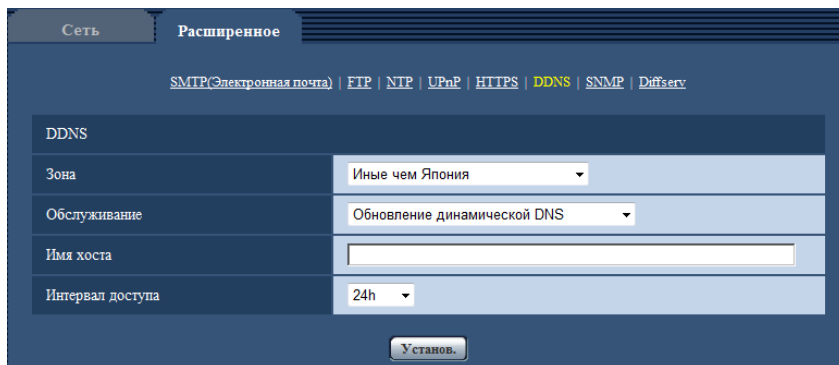 Сеть
Расширенное
SMTP(Электронная почта) | FTP | NTP | UPnP | HTTPS | DDNS | SNMP | Diffserv
DDNS
Зона
Иные чем Япония
Обслуживание
Обновление динамической DNS
Имя хоста
Интервал доступа
24h
Установ.